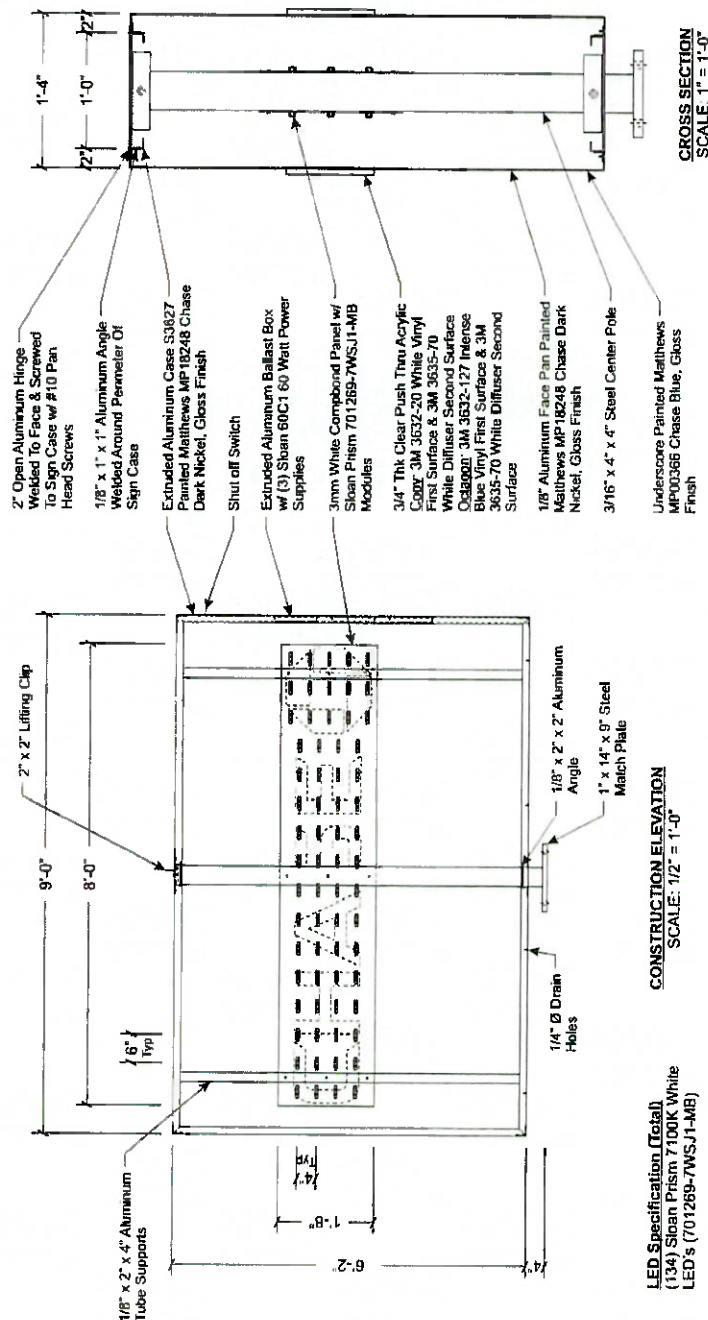 2" Open Aluminum Hinge
Welded To Face & Screwed
To Sign Case w/ #10 Pan
Head Screws
1/8" x 1" x 1" Aluminum Angle
Welded Around Perimeter Of
Sign Case
Extruded Aluminum Case S3627
Painted Matthews MP18248 Chase
Dark Nickel, Gloss Finish
Shut off Switch
Extruded Aluminum Ballast Box
w/ (3) Sloan 60C1 60 Watt Power
Supplies
3mm White Compbond Panel w/
Sloan Prism 701269-7WSJ1-MB
Modules
3/4" Thk Clear Push Thru Acrylic
Copy: 3M 3632-20 White Vinyl
First Surface & 3M 3635-70
White Diffuser Second Surface
Octagon: 3M 3632-127 Intense
Blue Vinyl First Surface & 3M
3635-70 White Diffuser Second
Surface
1/8" Aluminum Face Pan Painted
Matthews MP18248 Chase Dark
Nickel, Gloss Finish
3/16" x 4" x 4" Steel Center Pole
Underscore Painted Matthews
MP00366 Chase Blue, Gloss
Finish
1'-4"
2"
1'-0"
2"
CROSS SECTION
SCALE: 1" = 1'-0"
2" x 2" Lifting Clip
9'-0"
8'-0"
6"
Typ
1/8" x 2" x 4" Aluminum
Tube Supports
4"
Typ
1'-8"
6'-2"
4"
1/4" Ø Drain
Holes
1/8" x 2" x 2" Aluminum
Angle
1" x 14" x 9" Steel
Match Plate
CONSTRUCTION ELEVATION
SCALE: 1/2" = 1'-0"
LED Specification (Total)
(134) Sloan Prism 7100K White
LED's (701269-7WSJ1-MB)